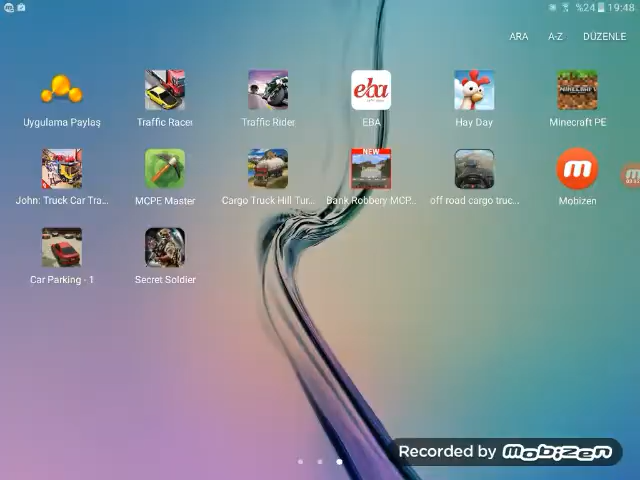 %24 19:48
ARA A-Z DÜZENLE
eba
NEW
Uygulama Paylaş Traffic Racer Traffic Rider EBA Hay Day Minecraft PE
John: Truck Car Tra... MCPE Master Cargo Truck Hill Tur... Bank Robbery MCP... off road cargo truc... Mobizen
Car Parking - 1 Secret Soldier
Recorded by mobizen